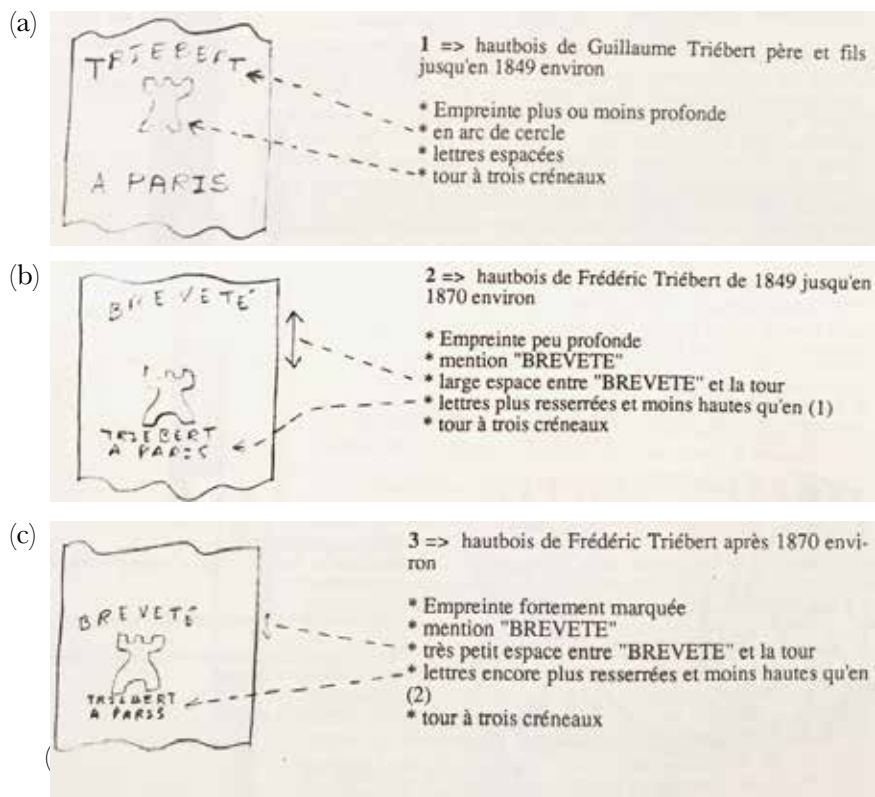 (a)
TRIEBERT
A PARIS
1 => hautbois de Guillaume Triébert père et fils
jusqu'en 1849 environ
* Empreinte plus ou moins profonde
* en arc de cercle
* lettres espacées
* tour à trois créneaux
(b)
BREVETÉ
TRIEBERT
A PARIS
2 => hautbois de Frédéric Triébert de 1849 jusqu'en
1870 environ
* Empreinte peu profonde
* mention "BREVETE"
* large espace entre "BREVETE" et la tour
* lettres plus resserrées et moins hautes qu'en (1)
* tour à trois créneaux
(c)
BREVETÉ
TRIEBERT
A PARIS
3 => hautbois de Frédéric Triébert après 1870 envi-
ron
* Empreinte fortement marquée
* mention "BREVETE"
* très petit espace entre "BREVETE" et la tour
* lettres encore plus resserrées et moins hautes qu'en
(2)
* tour à trois créneaux
(